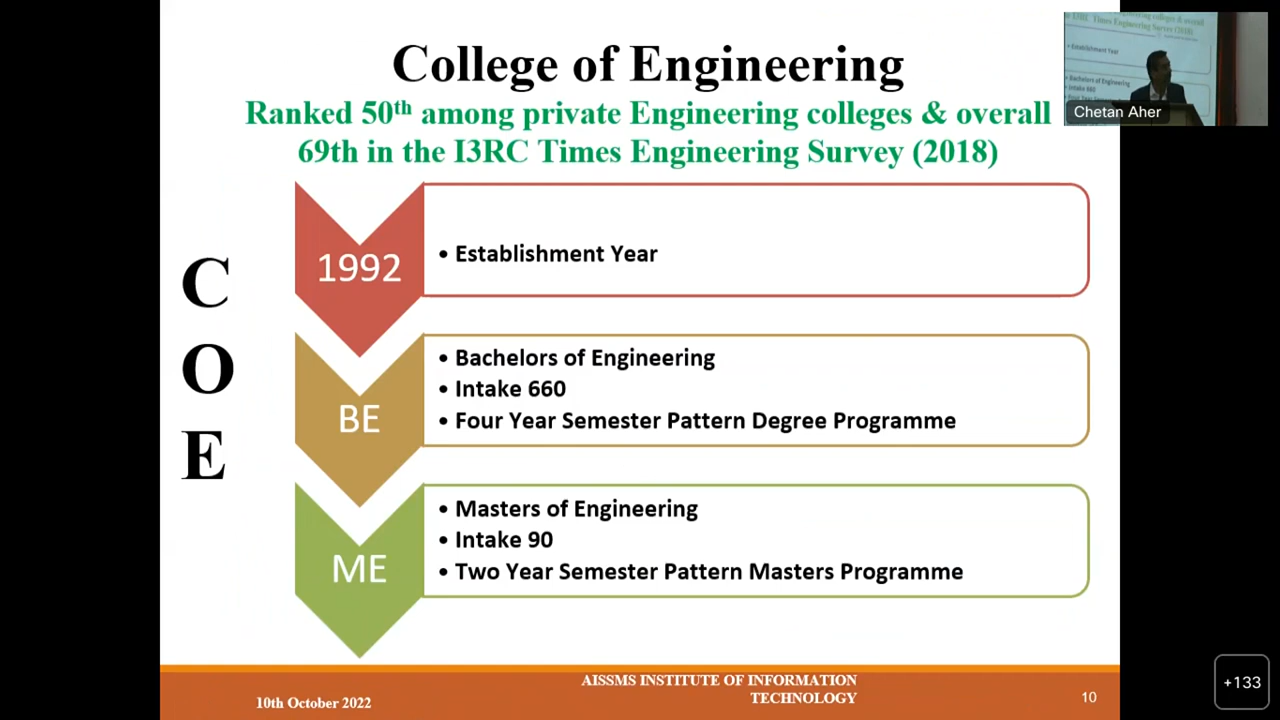 College of Engineering
Ranked 50th among private Engineering colleges & overall
69th in the I3RC Times Engineering Survey (2018)
Chetan Aher
C
O
E
1992
• Establishment Year
BE
• Bachelors of Engineering
• Intake 660
• Four Year Semester Pattern Degree Programme
ME
• Masters of Engineering
• Intake 90
• Two Year Semester Pattern Masters Programme
10th October 2022
AISSMS INSTITUTE OF INFORMATION
TECHNOLOGY
10
+133